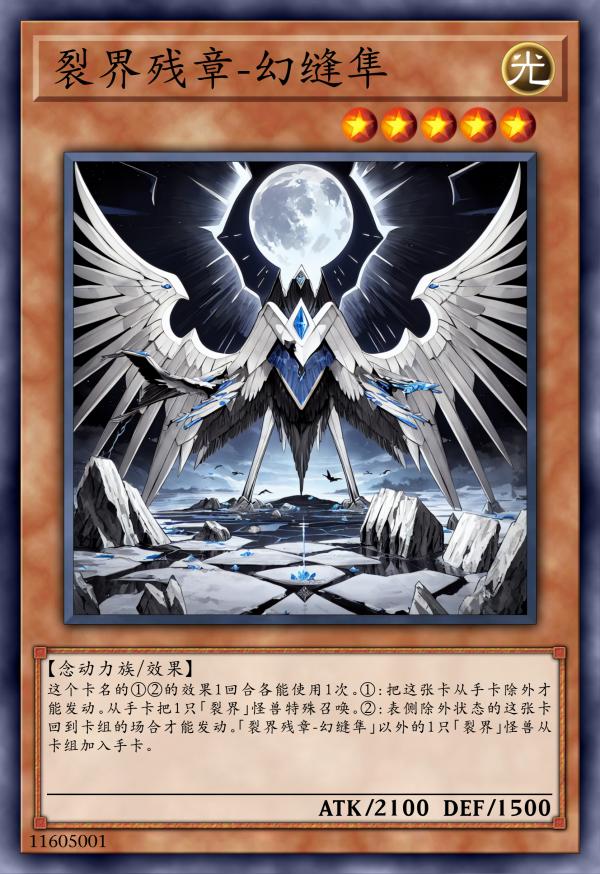 裂界残章-幻缝隼
光
【念动力族/效果】
这个卡名的①②的效果1回合各能使用1次。①:把这张卡从手卡除外才
能发动。从手卡把1只「裂界」怪兽特殊召唤。②:表侧除外状态的这张卡
回到卡组的场合才能发动。「裂界残章-幻缝隼」以外的1只「裂界」怪兽从
卡组加入手卡。
ATK/2100 DEF/1500
11605001